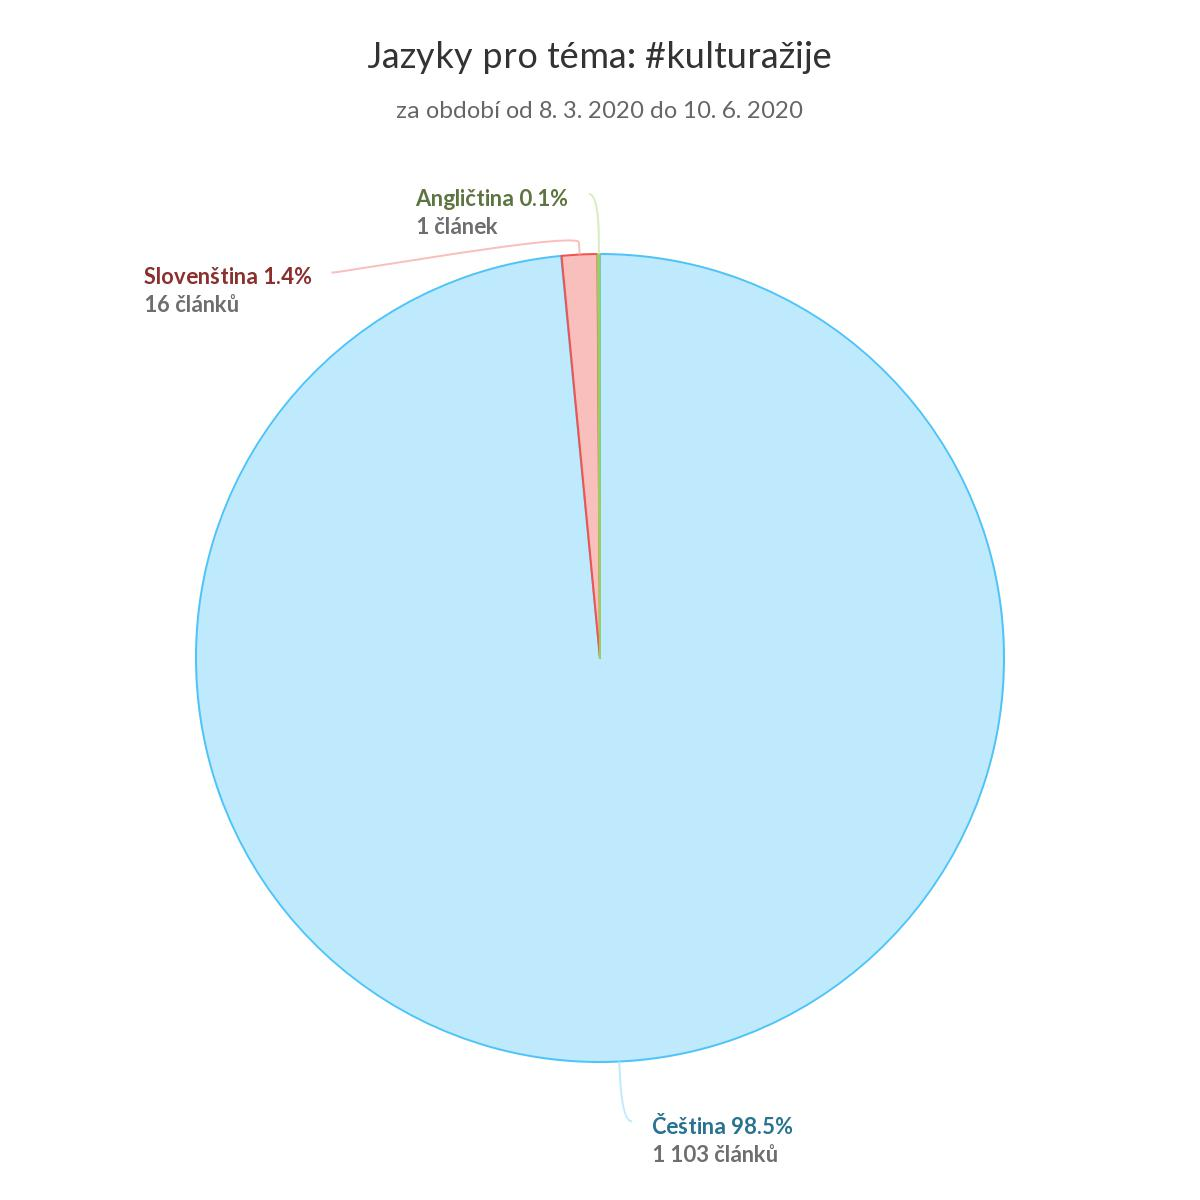 Jazyky pro téma: #kulturažije
za období od 8. 3. 2020 do 10. 6. 2020
Angličtina 0.1%
1 článek
Slovenština 1.4%
16 článků
Čeština 98.5%
1 103 článků